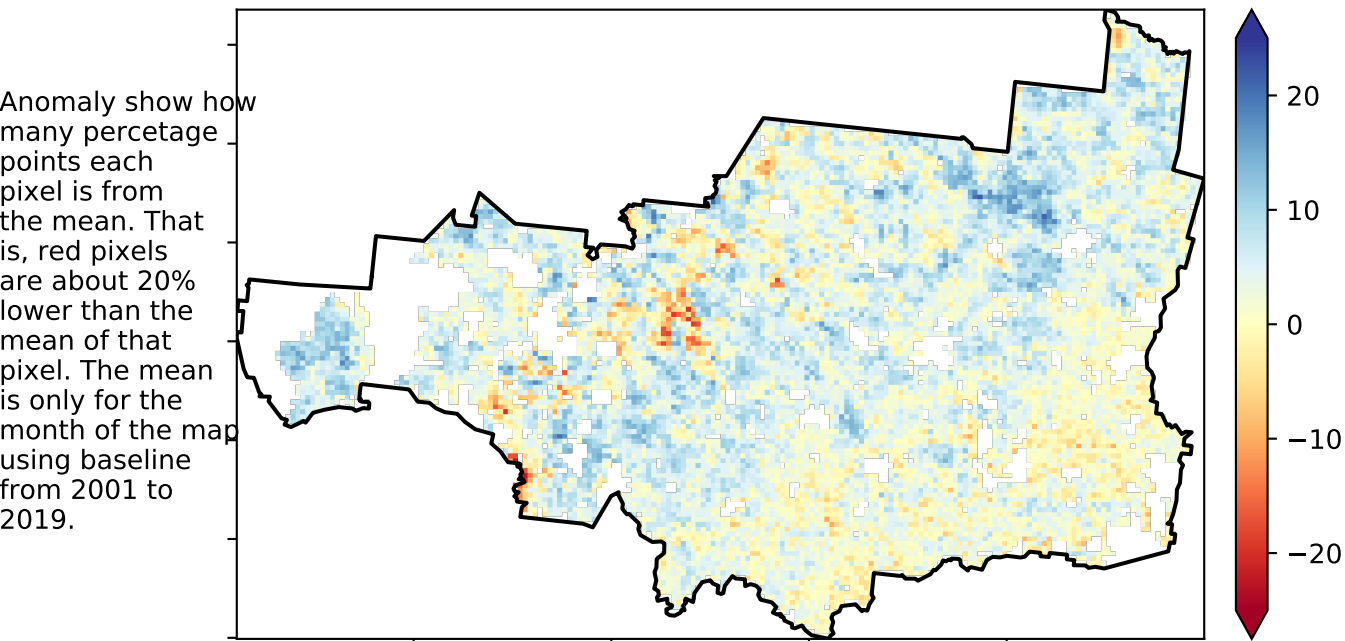 Anomaly show how
many percetage
points each
pixel is from
the mean. That
is, red pixels
are about 20%
lower than the
mean of that
pixel. The mean
is only for the
month of the map
using baseline
from 2001 to
2019.
20
10
0
−10
−20